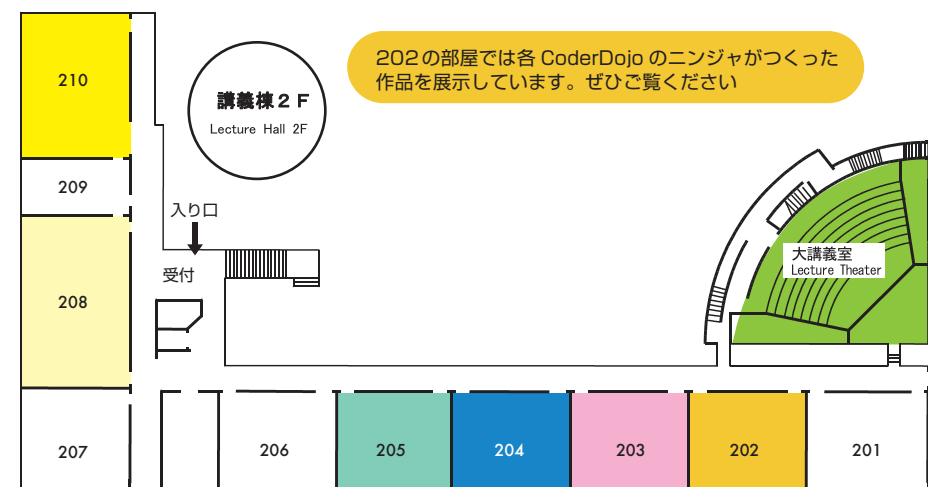 202の部屋では各 CoderDojo のニンジャがつくった
作品を展示しています。ぜひご覧ください
講義棟２Ｆ
Lecture Hall 2F
210
209
入り口
受付
208
大講義室
Lecture Theater
207
206
205
204
203
202
201